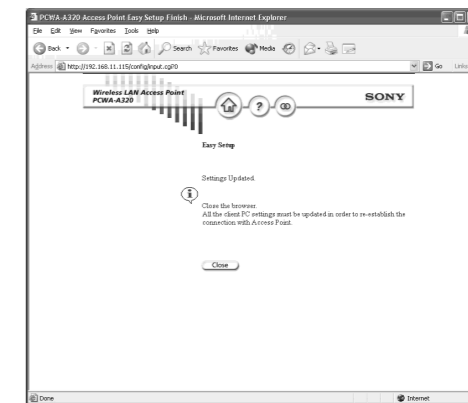 PCWA-A320 Access Point Easy Setup Finish - Microsoft Internet Explorer
File Edit View Favorites Tools Help
Back Search Favorites Media
Address http://192.168.11.115/config/input.cgi?0 Go Links
Wireless LAN Access Point
PCWA-A320
SONY
Easy Setup
Settings Updated.
Close the browser.
All the client PC settings must be updated in order to re-establish the
connection with Access Point.
Close
Done Internet